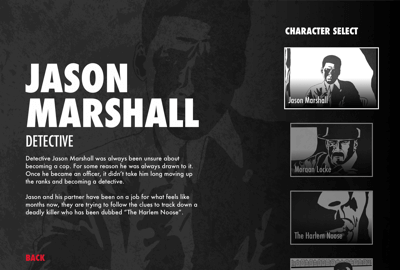 CHARACTER SELECT
JASON
MARSHALL
DETECTIVE
Detective Jason Marshall was always been unsure about
becoming a cop. For some reason he was always drawn to it.
Once he became an officer, it didn't take him long moving up
the ranks and becoming a detective.
Jason and his partner have been on a job for what feels like
months now, they are trying to follow the clues to track down a
deadly killer who has been dubbed "The Harlem Noose".
Jason Marshall
Maroan Locke
The Harlem Noose
BACK